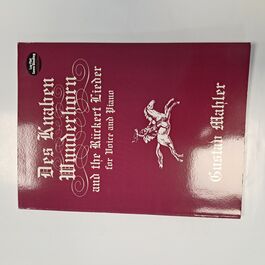 Des Knaben
Wunderhorn
and the Rückert Lieder
for Voice and Piano
Gustav Mahler